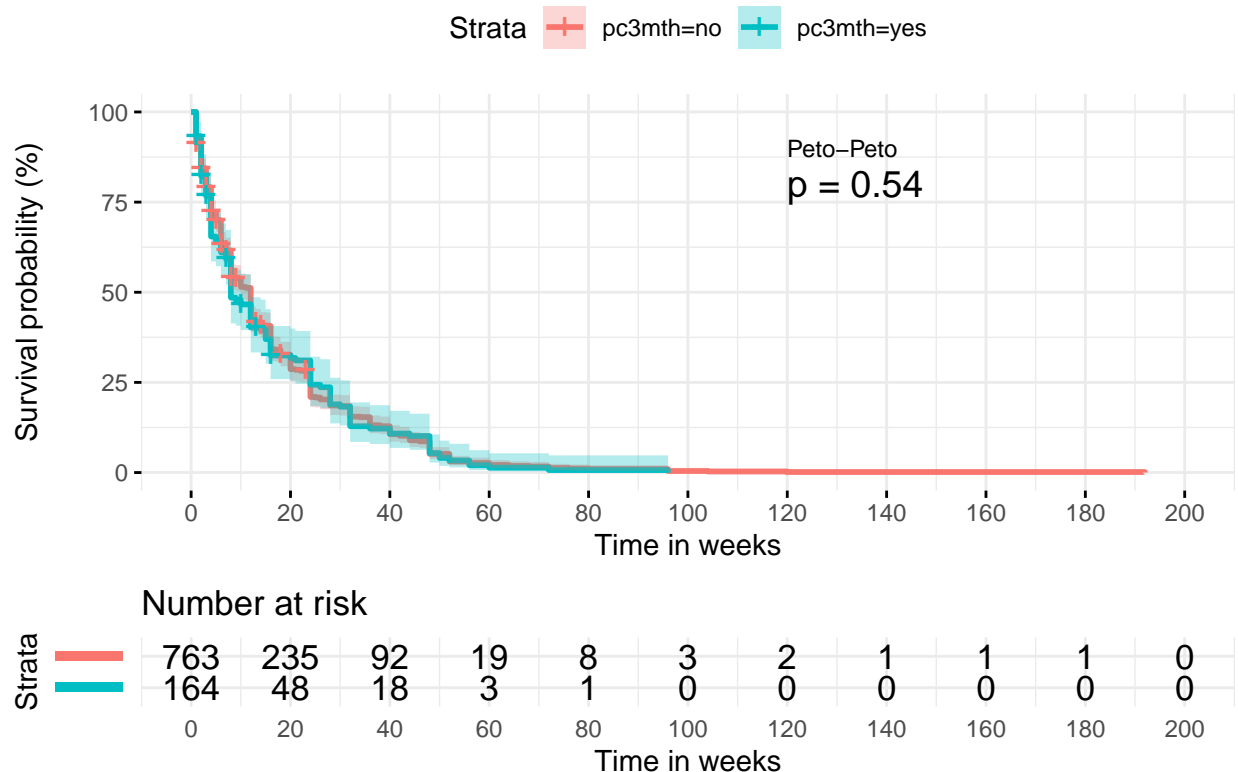 Strata pc3mth=no pc3mth=yes
Survival probability (%)
100
75
50
25
0
Peto−Peto
p = 0.54
0 20 40 60 80 100 120 140 160 180 200
Time in weeks
Number at risk
Strata
763 235 92 19 8 3 2 1 1 1 0
164 48 18 3 1 0 0 0 0 0 0
0 20 40 60 80 100 120 140 160 180 200
Time in weeks